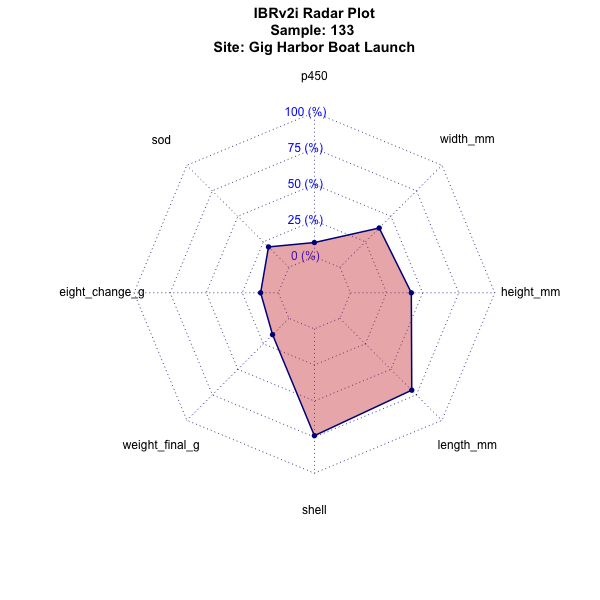 IBRv2i Radar Plot
Sample: 133
Site: Gig Harbor Boat Launch
p450
100 (%)
sod
width_mm
75 (%)
50 (%)
25 (%)
0 (%)
eight_change_g
height_mm
weight_final_g
length_mm
shell